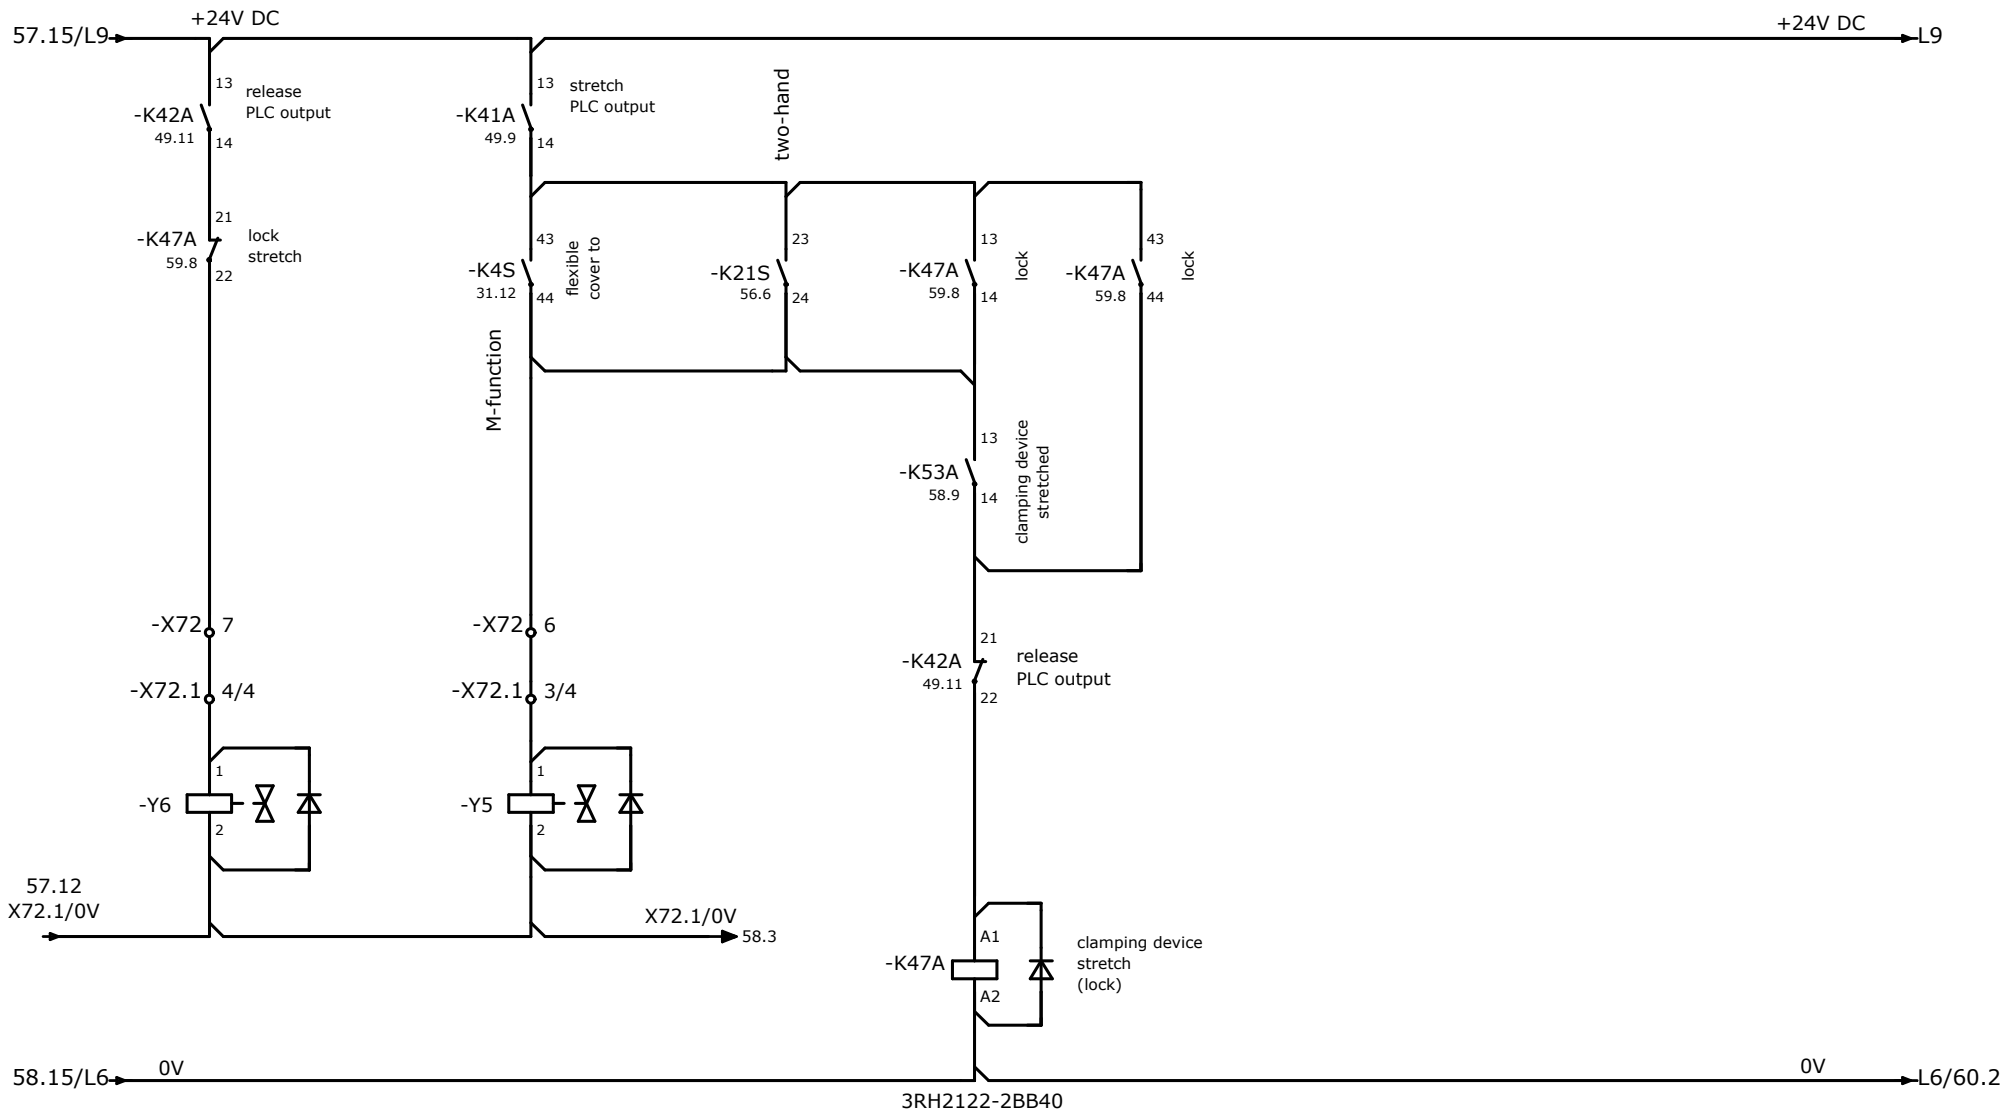 +24V DC
57.15/L9
+24V DC
L9
13
release
PLC output
-K42A
49.11
14
13
stretch
PLC output
-K41A
49.9
14
two-hand
21
-K47A
59.8
22
lock
stretch
43
-K4S
31.12
44
flexible
cover to
23
-K21S
56.6
24
13
-K47A
59.8
14
lock
43
-K47A
59.8
44
lock
M-function
13
-K53A
58.9
14
clamping device
stretched
-X72
7
-X72
6
21
-K42A
49.11
22
release
PLC output
-X72.1
4/4
-X72.1
3/4
1
-Y6
2
1
-Y5
2
57.12
X72.1/0V
X72.1/0V
58.3
A1
-K47A
A2
clamping device
stretch
(lock)
58.15/L6
0V
0V
L6/60.2
3RH2122-2BB40